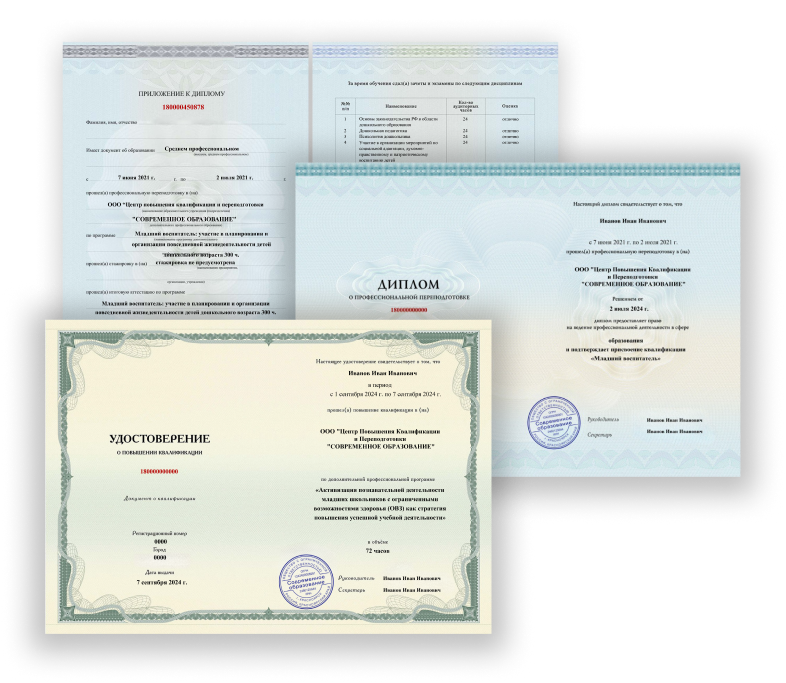 ПРИЛОЖЕНИЕ К ДИПЛОМУ
180000450878
Фамилия, имя, отчество
Имеет документ об образовании Среднем профессиональном
с 7 июня 2021 г. г. по 2 июля 2021 г. г
прошел(а) профессиональную переподготовку в (на)
ООО "Центр повышения квалификации и переподготовки
"СОВРЕМЕННОЕ ОБРАЗОВАНИЕ"
по программе Младший воспитатель: участие в планировании и
организации повседневной жизнедеятельности детей
дошкольного возраста 300 ч.
прошел(а) стажировку в (на) стажировка не предусмотрена
прошел(а) итоговую аттестацию по программе
Младший воспитатель: участие в планировании и организации
повседневной жизнедеятельности детей дошкольного возраста 300 ч.
За время обучения сдал(а) зачеты и экзамены по следующим дисциплинам
№№ п/п Наименование Кол-во аудиторных часов Оценка
1 Основы законодательства РФ в области дошкольного образования 24 отлично
2 Дошкольная педагогика 24 отлично
3 Психология дошкольника 24 отлично
4 Участие в организации мероприятий по 24 отлично
социальной адаптации, духовно-
нравственному и патриотическому
воспитанию детей
ДИПЛОМ
О ПРОФЕССИОНАЛЬНОЙ ПЕРЕПОДГОТОВКЕ
180000000000
Настоящий диплом свидетельствует о том, что
Иванов Иван Иванович
с 7 июня 2021 г. по 2 июля 2021 г.
прошел(а) профессиональную переподготовку в (на)
ООО "Центр Повышения Квалификации
и Переподготовки
"СОВРЕМЕННОЕ ОБРАЗОВАНИЕ"
Решением от
2 июля 2024 г.
диплом предоставляет право
на ведение профессиональной деятельности в сфере
образования
и подтверждает присвоение квалификации
«Младший воспитатель»
Современное
образование
Руководитель Иванов Иван Иванович
Секретарь Иванов Иван Иванович
УДОСТОВЕРЕНИЕ
О ПОВЫШЕНИИ КВАЛИФИКАЦИИ
180000000000
Документ о квалификации
Регистрационный номер
0000
Город
0000
Дата выдачи
7 сентября 2024 г.
Настоящее удостоверение свидетельствует о том, что
Иванов Иван Иванович
в период
с 1 сентября 2024 г. по 7 сентября 2024 г.
прошел(а) повышение квалификации в (на)
ООО "Центр Повышения Квалификации
и Переподготовки
"СОВРЕМЕННОЕ ОБРАЗОВАНИЕ"
по дополнительной профессиональной программе
«Активизация познавательной деятельности
младших школьников с ограниченными
возможностями здоровья (ОВЗ) как стратегия
повышения успешной учебной деятельности»
в объёме
72 часов
Современное
образование
Руководитель Иванов Иван Иванович
Секретарь Иванов Иван Иванович